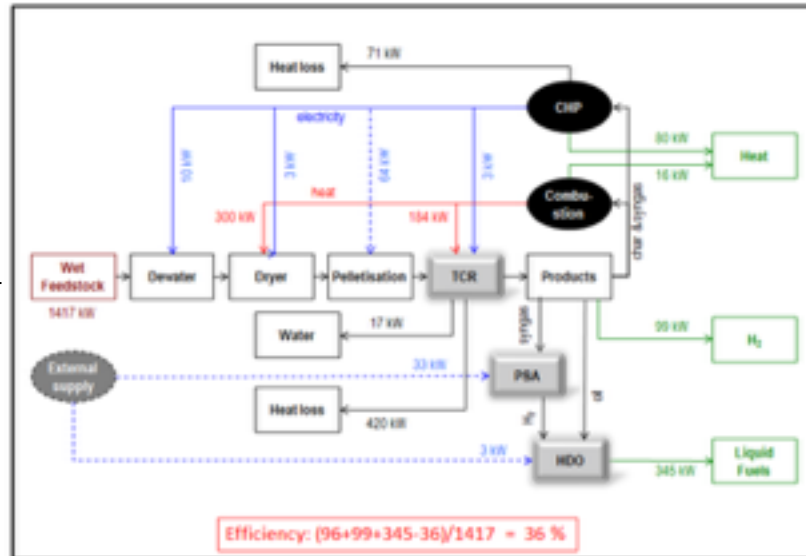 71 kW
Heat loss
CHP
electricity
80 kW
Heat
16 kW
10 kW
3 kW
64 kW
3 kW
heat
Combu-
stion
300 kW
184 kW
char &syngas
Wet
Feedstock
Dewater
Dryer
Pelletisation
TCR
Products
1417 kW
Water
17 kW
syngas
99 kW
H₂
External
supply
33 kW
PSA
oil
Heat loss
420 kW
H₂
3 kW
HDO
345 kW
Liquid
Fuels
Efficiency: (96+99+345-36)/1417 = 36 %